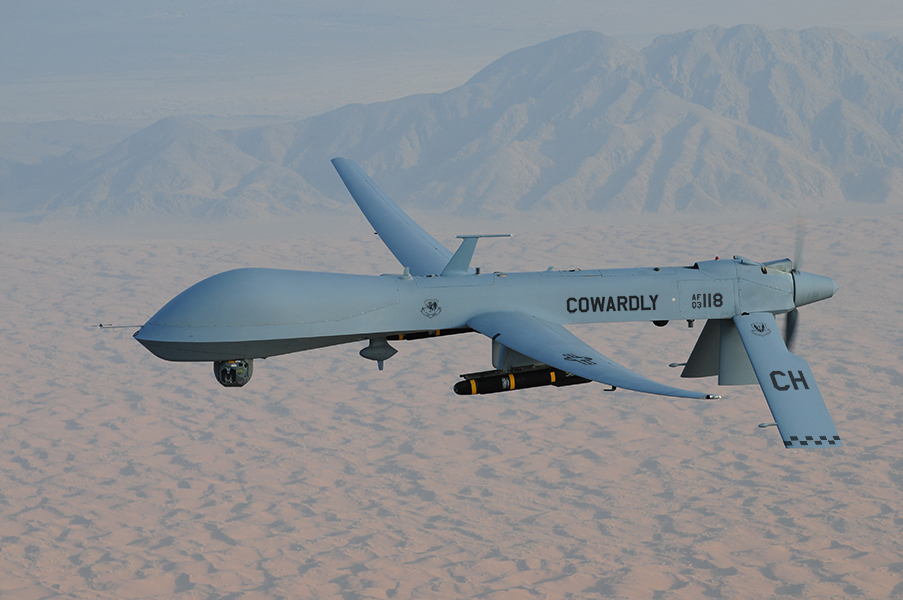 COWARDLY
AF
03 118
CH